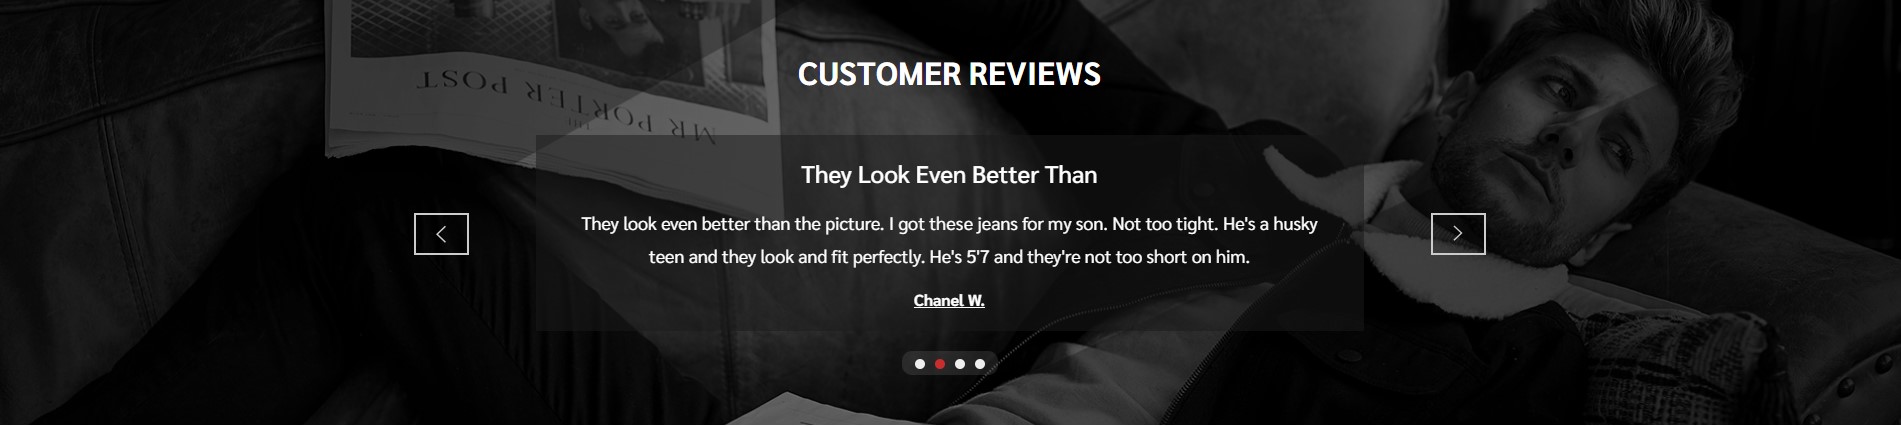 CUSTOMER REVIEWS
MR PORTER POST
THE
They Look Even Better Than
They look even better than the picture. I got these jeans for my son. Not too tight. He's a husky
teen and they look and fit perfectly. He's 5'7 and they're not too short on him.
Chanel W.